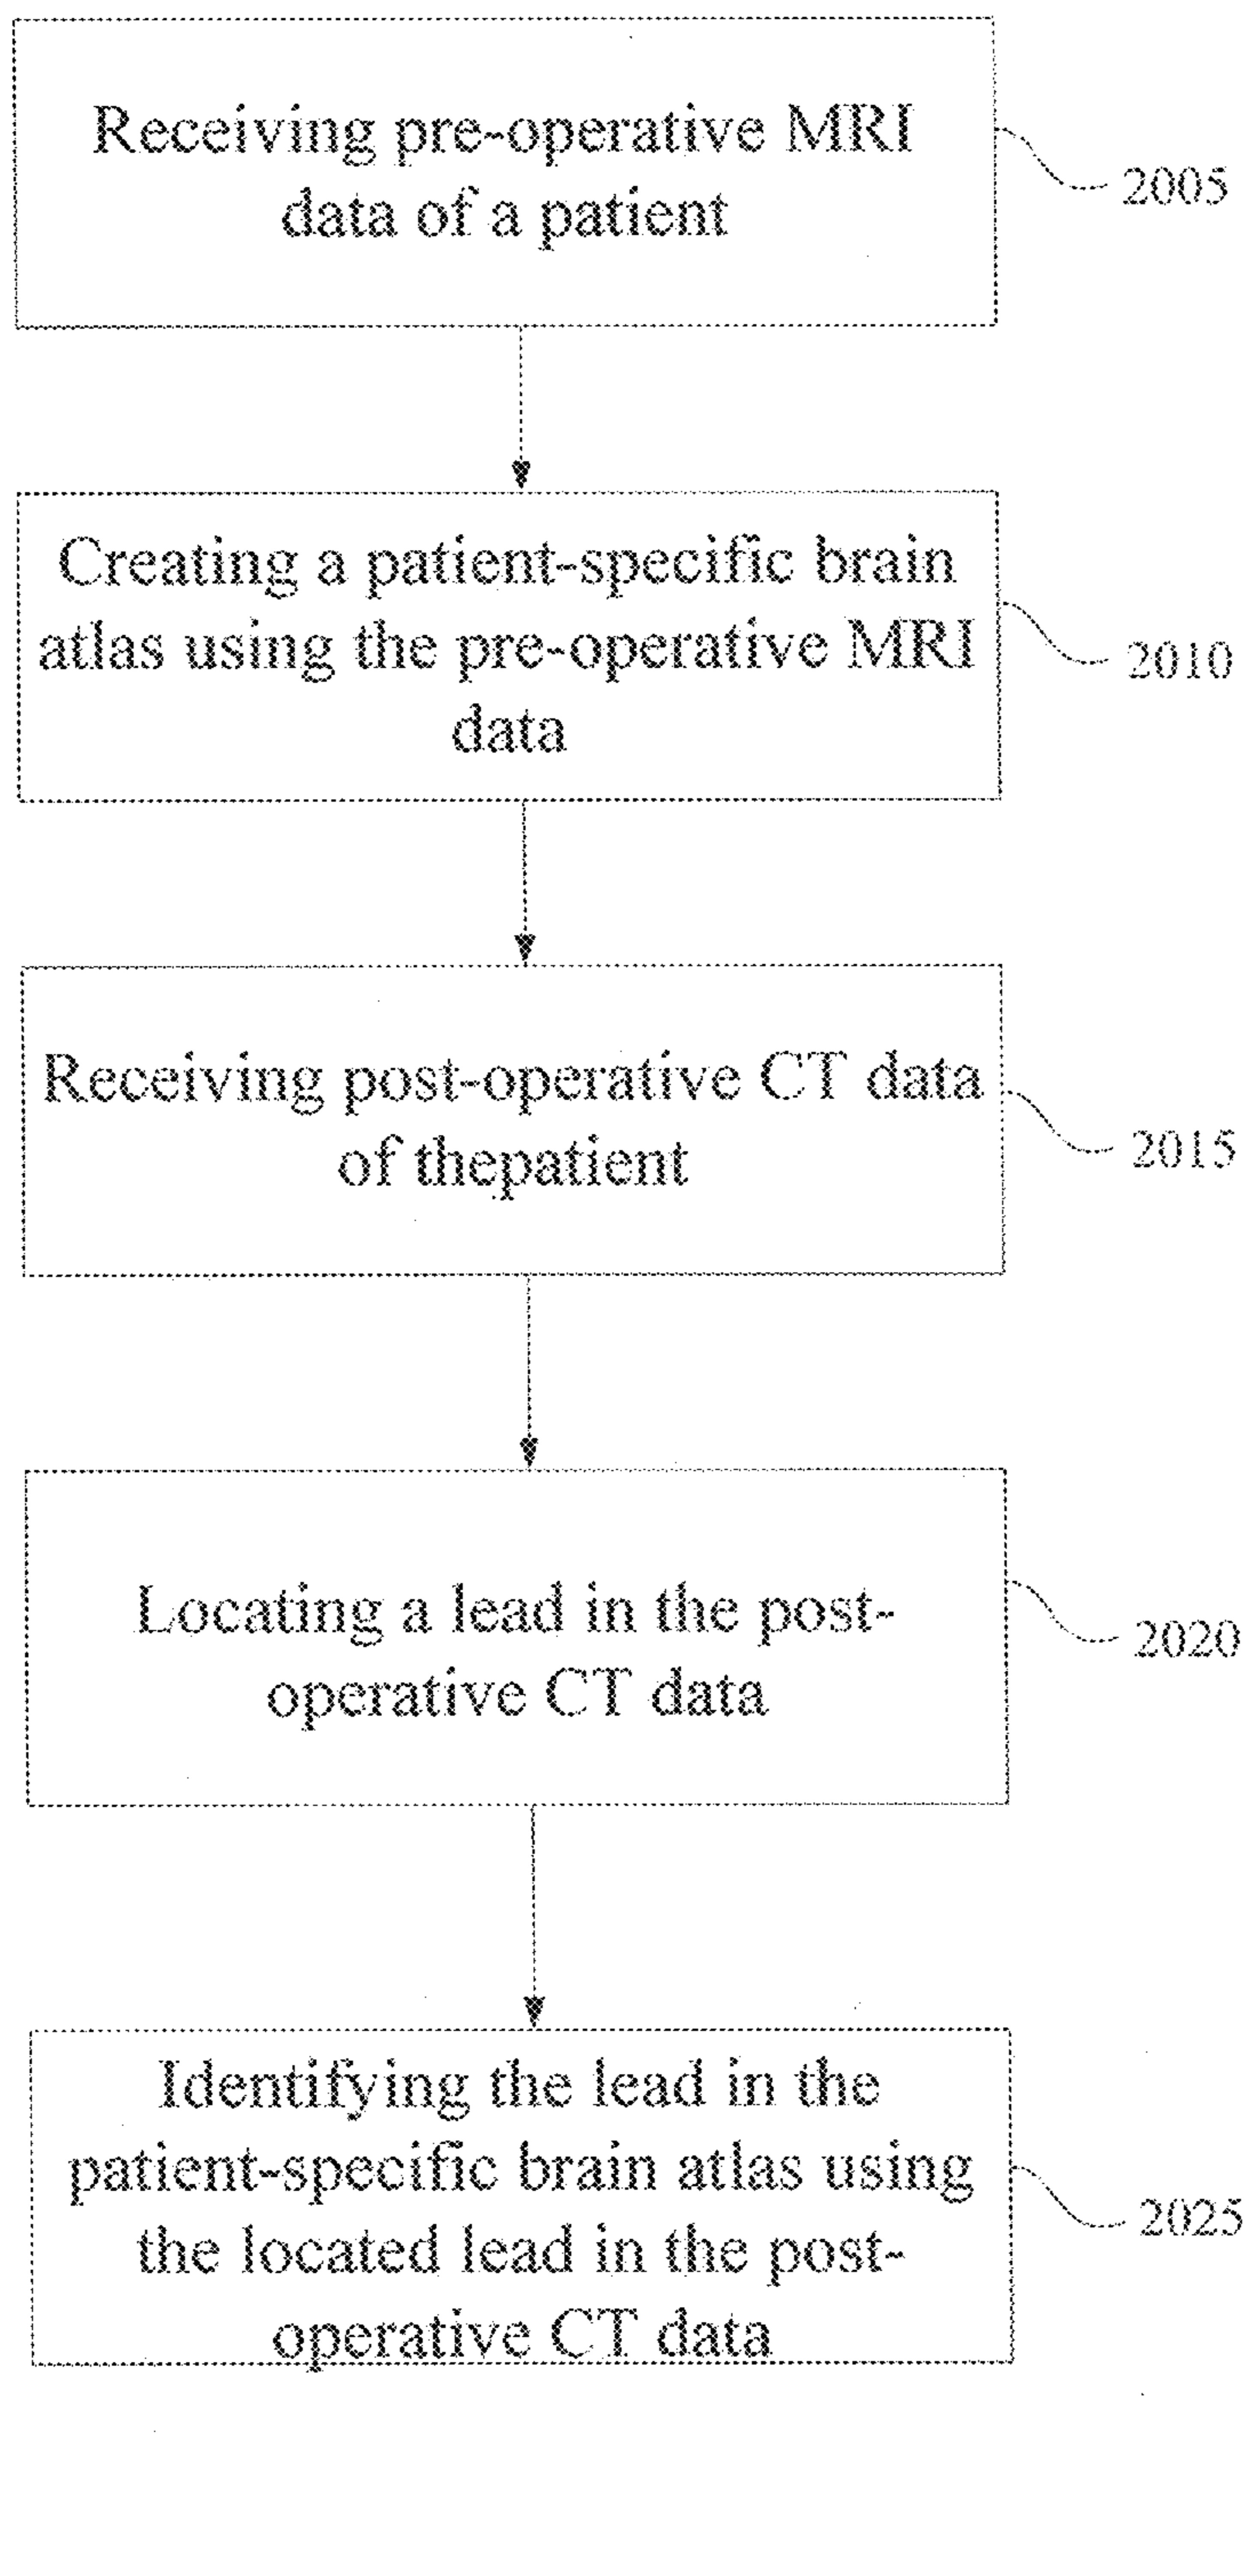 Receiving pre-operative MRI
data of a patient
2005
Creating a patient-specific brain
atlas using the pre-operative MRI
data
2010
Receiving post-operative CT data
of thepatient
2015
Locating a lead in the post-
operative CT data
2020
Identifying the lead in the
patient-specific brain atlas using
the located lead in the post-
operative CT data
2025